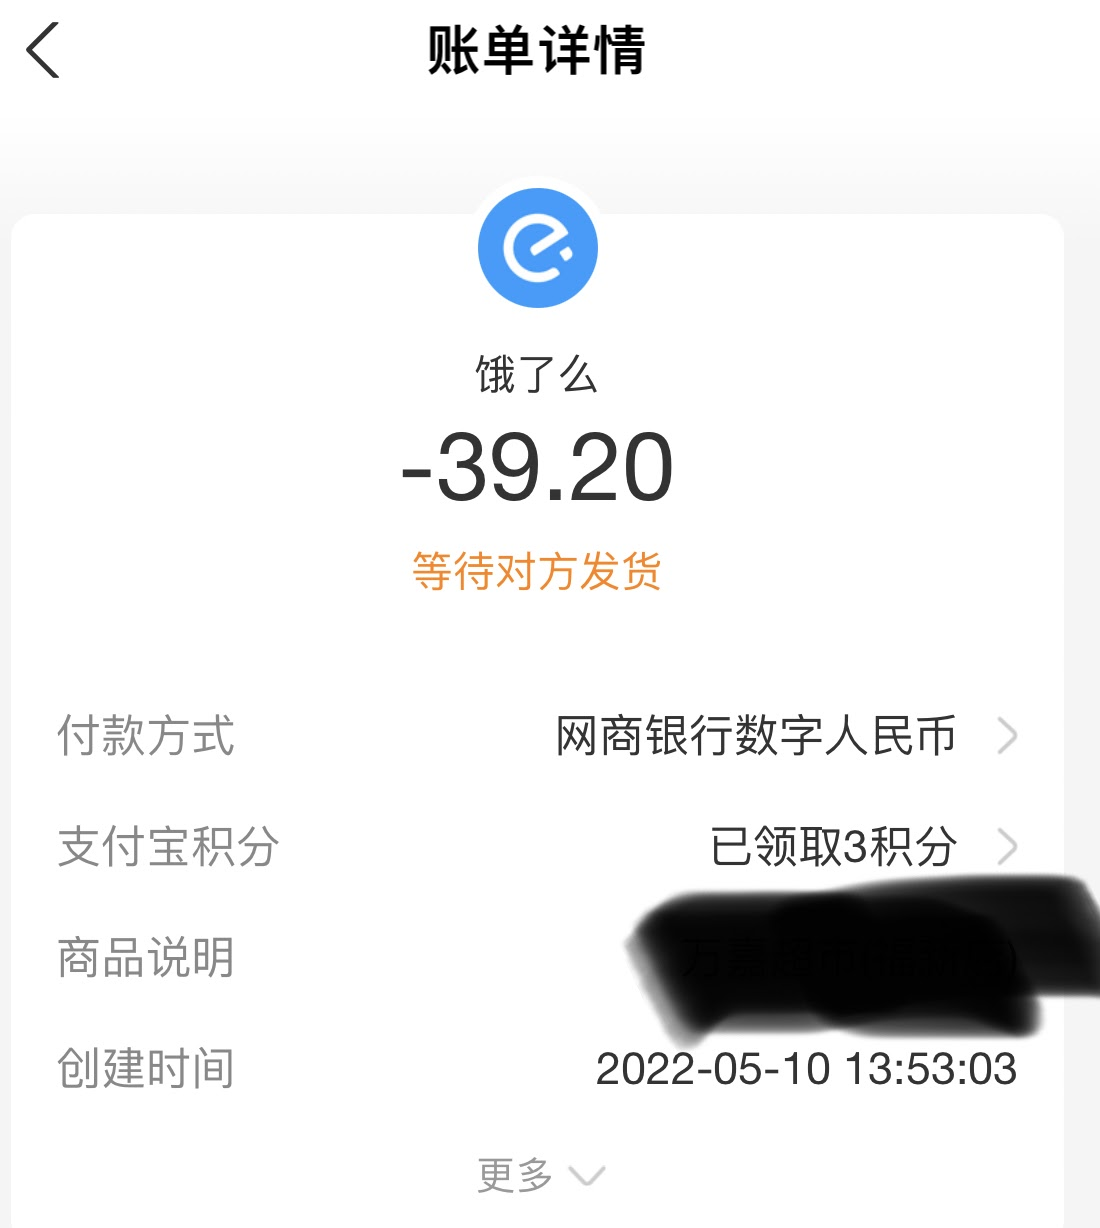 账单详情
饿了么
-39.20
等待对方发货
付款方式 网商银行数字人民币
支付宝积分 已领取3积分
商品说明
创建时间 2022-05-10 13:53:03
更多